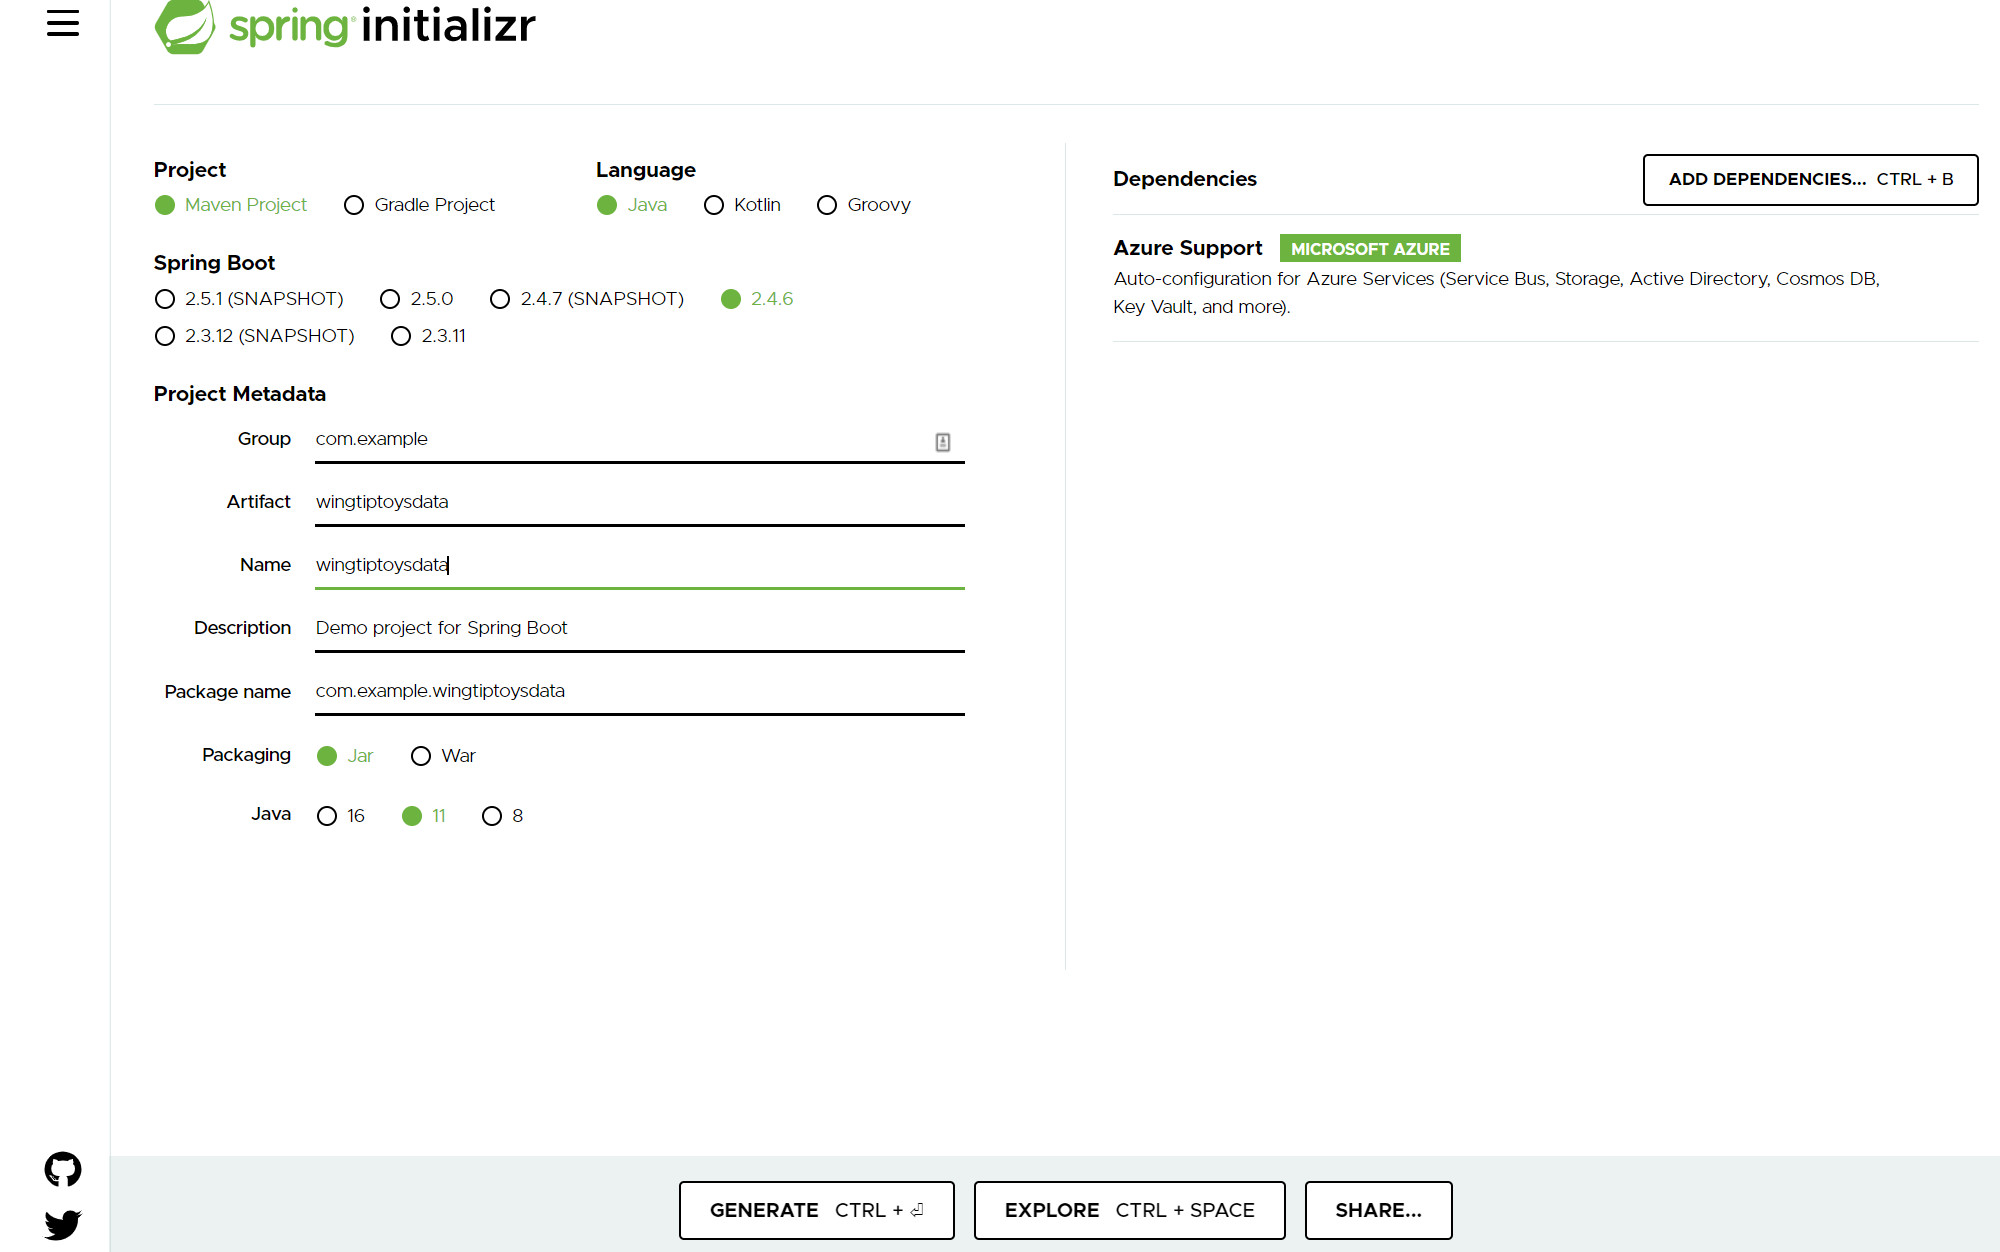 spring initializr
Project
Maven Project Gradle Project
Language
Java Kotlin Groovy
Spring Boot
2.5.1 (SNAPSHOT) 2.5.0 2.4.7 (SNAPSHOT) 2.4.6
2.3.12 (SNAPSHOT) 2.3.11
Project Metadata
Group com.example
Artifact wingtiptoysdata
Name wingtiptoysdata
Description Demo project for Spring Boot
Package name com.example.wingtiptoysdata
Packaging Jar War
Java 16 11 8
Dependencies ADD DEPENDENCIES... CTRL + B
Azure Support MICROSOFT AZURE
Auto-configuration for Azure Services (Service Bus, Storage, Active Directory, Cosmos DB,
Key Vault, and more).
GENERATE CTRL + ⏎ EXPLORE CTRL + SPACE SHARE...